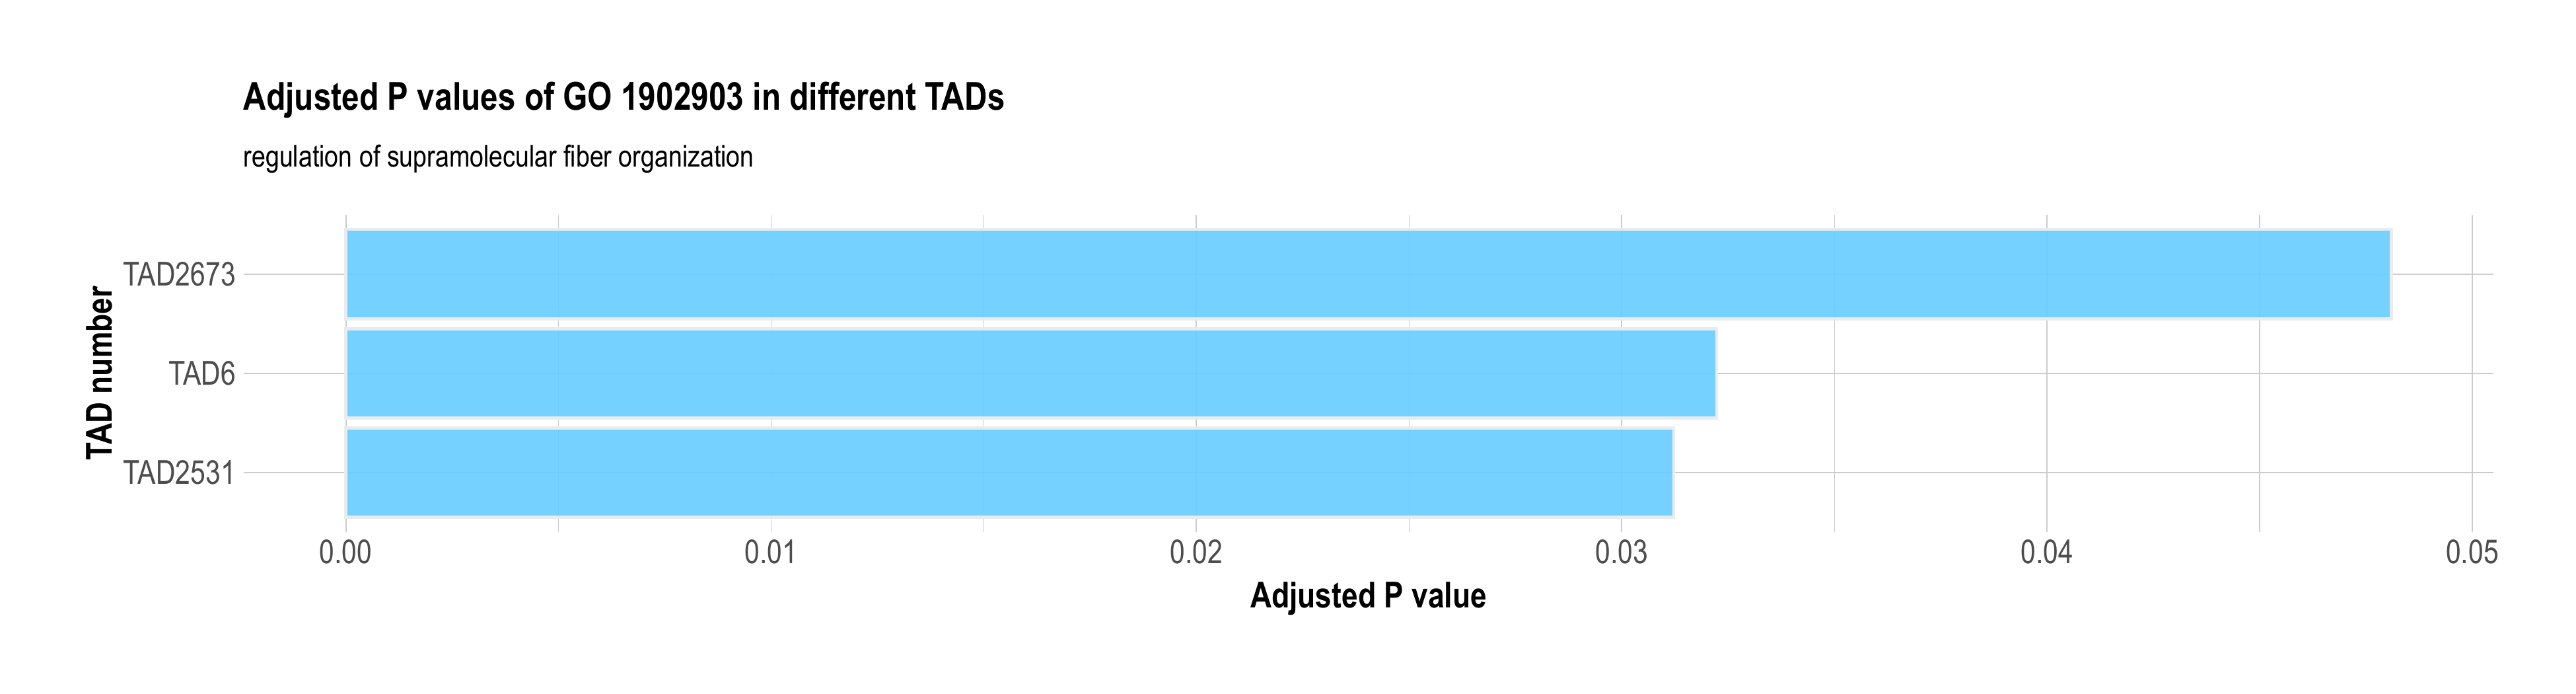 Adjusted P values of GO 1902903 in different TADs
regulation of supramolecular fiber organization
TAD number
TAD2673
TAD6
TAD2531
0.00 0.01 0.02 0.03 0.04 0.05
Adjusted P value